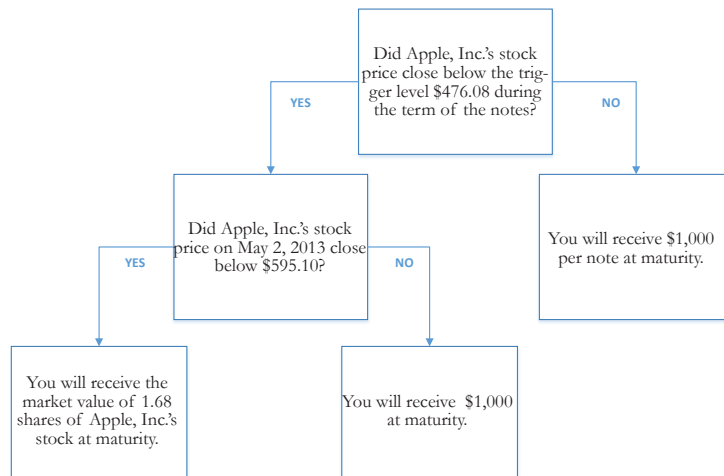 Did Apple, Inc.'s stock
price close below the trig-
ger level $476.08 during
the term of the notes?
YES
NO
Did Apple, Inc.'s stock
price on May 2, 2013 close
below $595.10?
You will receive $1,000
per note at maturity.
YES
NO
You will receive the
market value of 1.68
shares of Apple, Inc.'s
stock at maturity.
You will receive $1,000
at maturity.